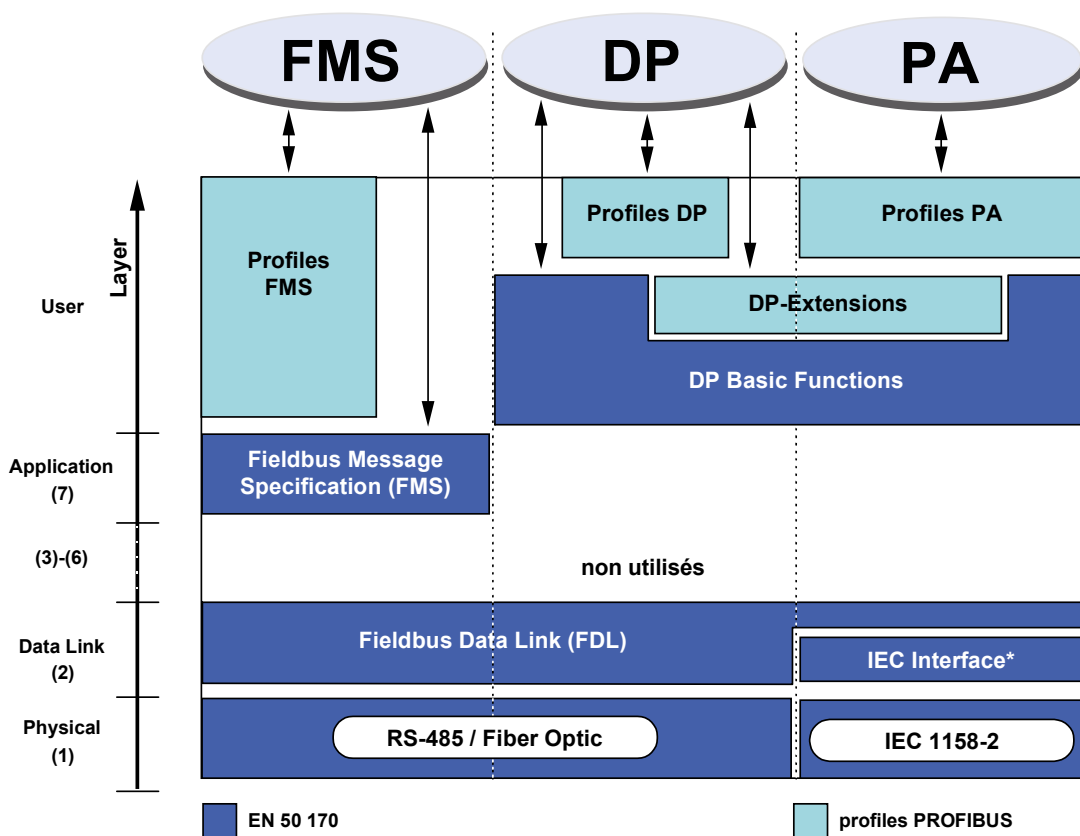 FMS
DP
PA
Layer
User
Profiles
FMS
Profiles DP
Profiles PA
DP-Extensions
DP Basic Functions
Application
(7)
Fieldbus Message
Specification (FMS)
(3)-(6)
non utilisés
Data Link
(2)
Fieldbus Data Link (FDL)
IEC Interface*
Physical
(1)
RS-485 / Fiber Optic
IEC 1158-2
EN 50 170
profiles PROFIBUS